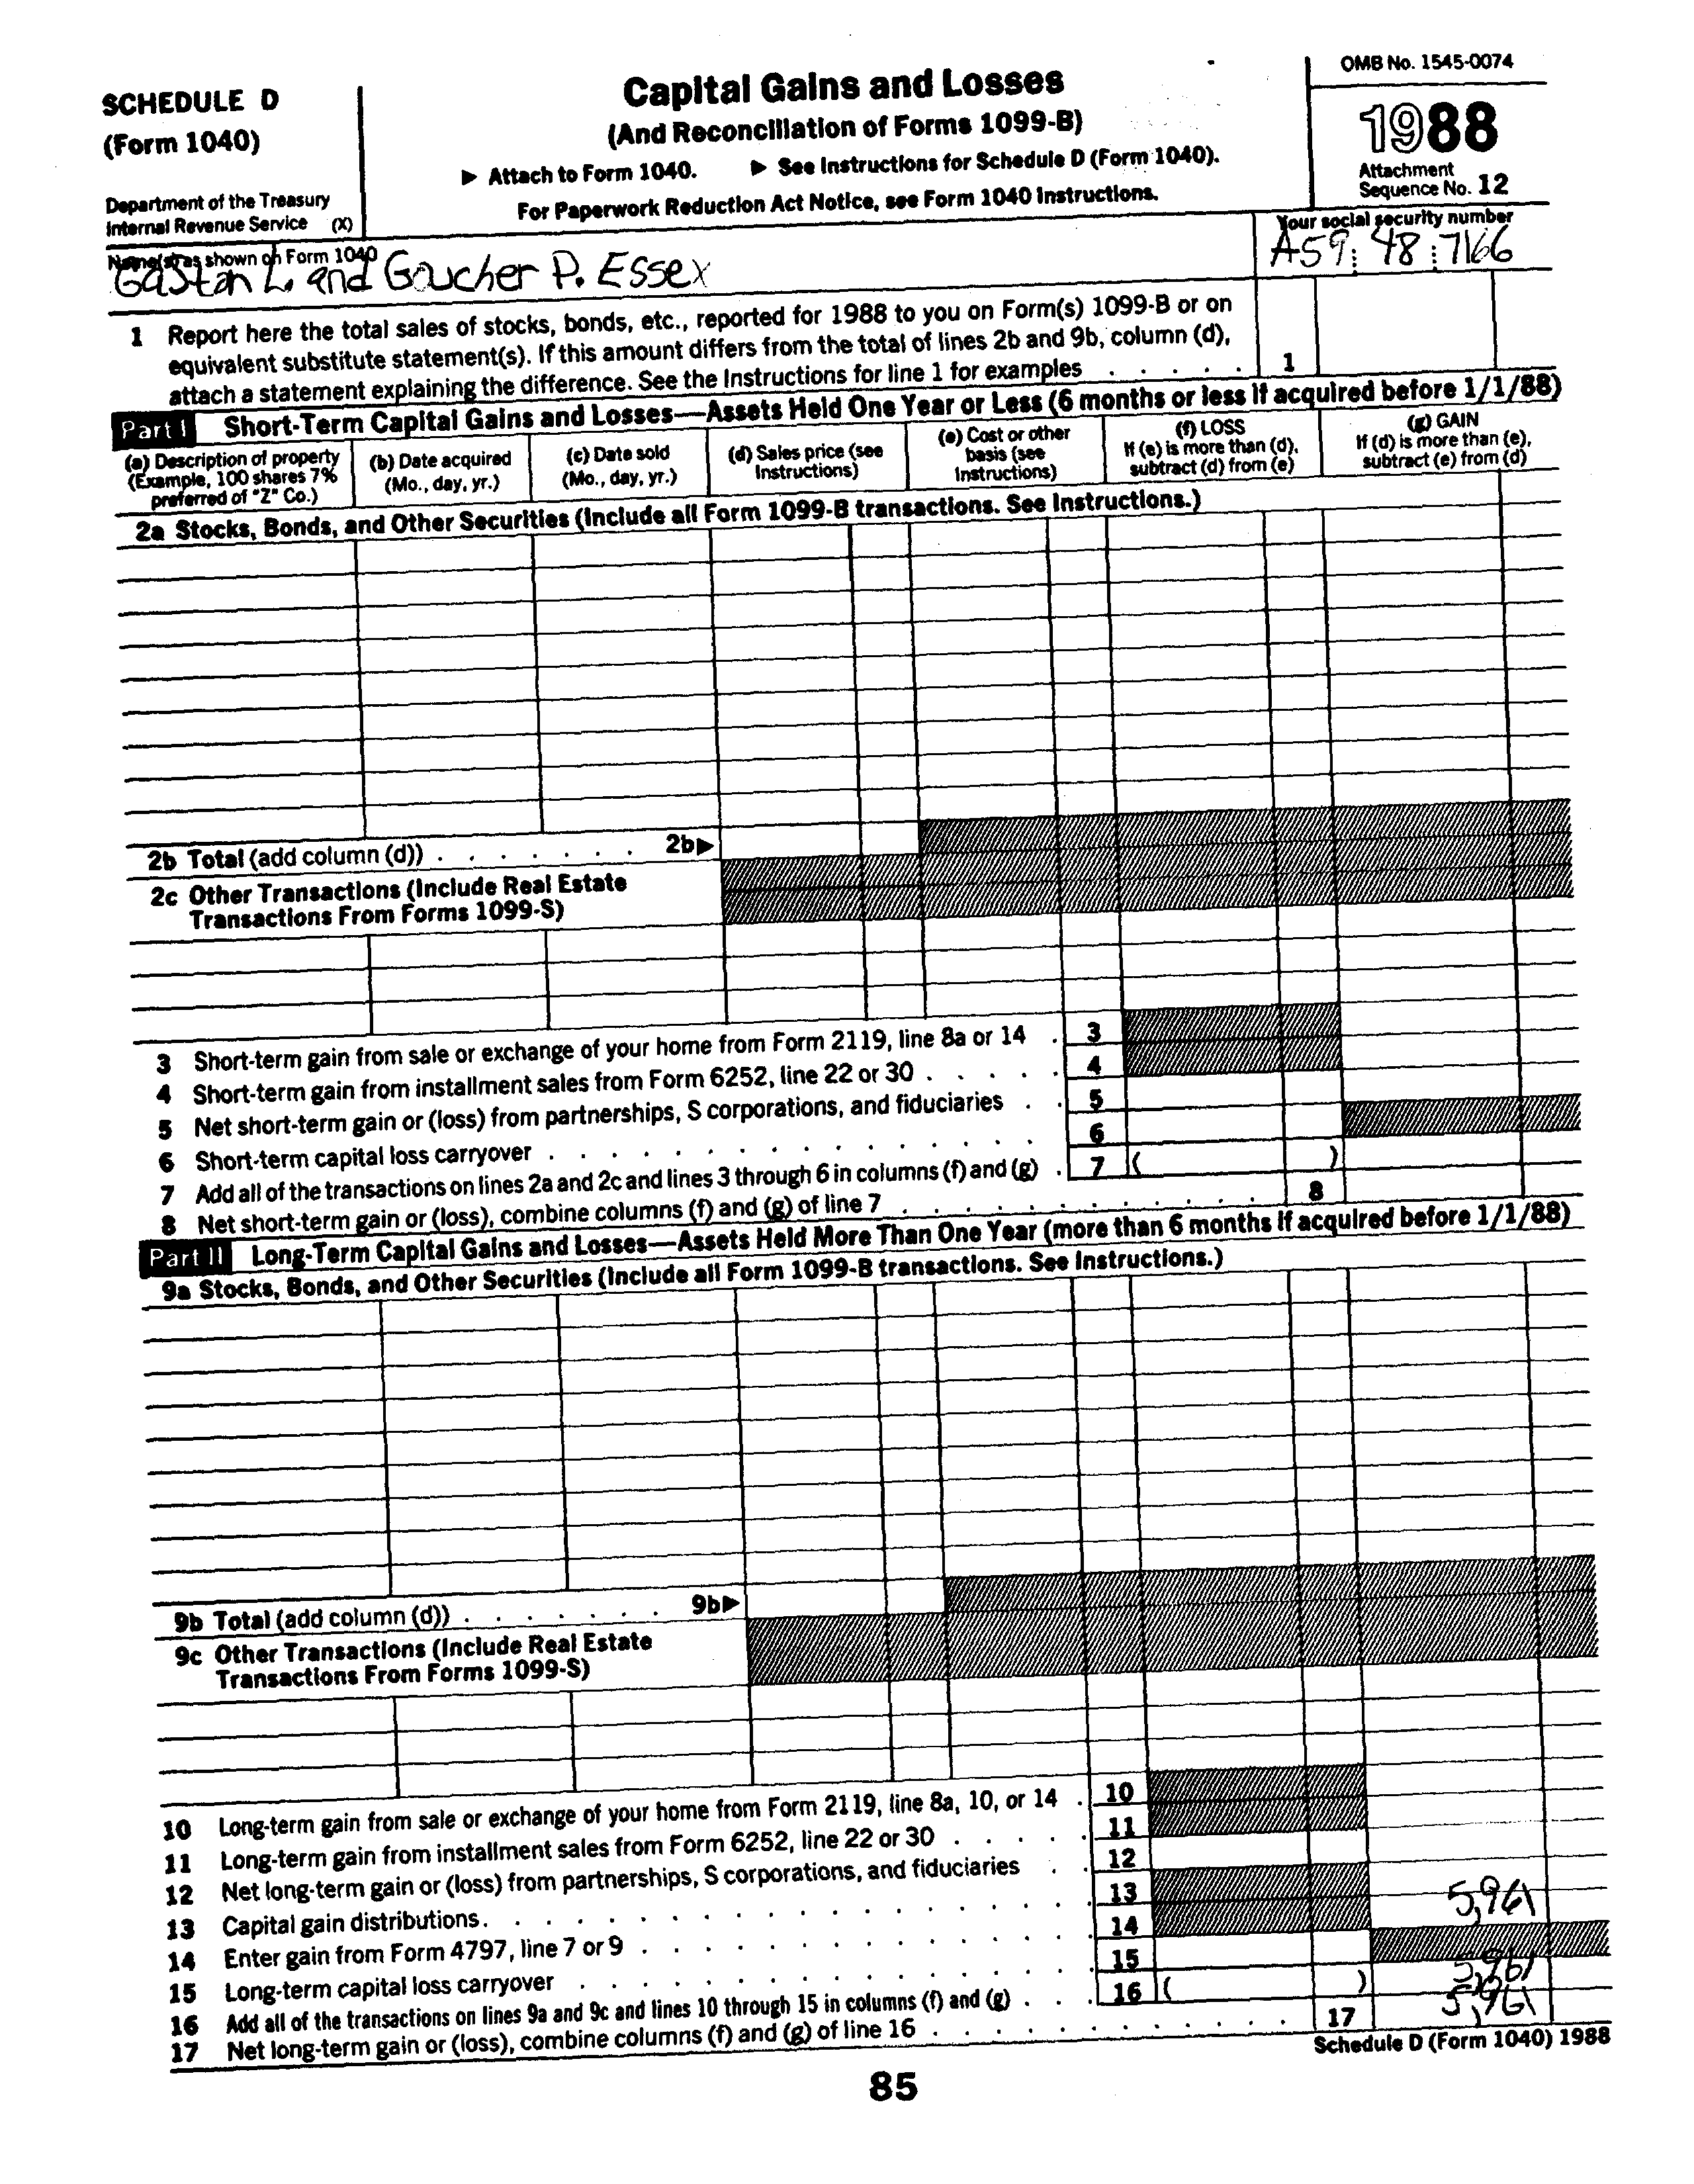 SCHEDULE D
(Form 1040)
Department of the Treasury
Internal Revenue Service (X)
Capital Gains and Losses
(And Reconciliation of Forms 1099-B)
▶ Attach to Form 1040. ▶ See Instructions for Schedule D (Form 1040).
For Paperwork Reduction Act Notice, see Form 1040 Instructions.
OMB No. 1545-0074
1988
Attachment
Sequence No. 12
Name(s) as shown on Form 1040
Gaston L. and Goucher P. Essex
Your social security number
A59 48 7166
1 Report here the total sales of stocks, bonds, etc., reported for 1988 to you on Form(s) 1099-B or on
equivalent substitute statement(s). If this amount differs from the total of lines 2b and 9b, column (d),
attach a statement explaining the difference. See the Instructions for line 1 for examples . . . . . 1
Part I Short-Term Capital Gains and Losses—Assets Held One Year or Less (6 months or less if acquired before 1/1/88)
(a) Description of property
(Example, 100 shares 7%
preferred of "Z" Co.)
(b) Date acquired
(Mo., day, yr.)
(c) Date sold
(Mo., day, yr.)
(d) Sales price (see
Instructions)
(e) Cost or other
basis (see
Instructions)
(f) LOSS
If (e) is more than (d),
subtract (d) from (e)
(g) GAIN
If (d) is more than (e),
subtract (e) from (d)
2a Stocks, Bonds, and Other Securities (Include all Form 1099-B transactions. See Instructions.)
2b Total (add column (d)) . . . . . . . 2b▶
2c Other Transactions (Include Real Estate
Transactions From Forms 1099-S)
3 Short-term gain from sale or exchange of your home from Form 2119, line 8a or 14 . 3
4 Short-term gain from installment sales from Form 6252, line 22 or 30 . . . . . 4
5 Net short-term gain or (loss) from partnerships, S corporations, and fiduciaries . . 5
6 Short-term capital loss carryover . . . . . . . . . . . . . 6
7 Add all of the transactions on lines 2a and 2c and lines 3 through 6 in columns (f) and (g) . 7 ( )
8 Net short-term gain or (loss), combine columns (f) and (g) of line 7 . . . . . . . . . 8
Part II Long-Term Capital Gains and Losses—Assets Held More Than One Year (more than 6 months if acquired before 1/1/88)
9a Stocks, Bonds, and Other Securities (Include all Form 1099-B transactions. See Instructions.)
9b Total (add column (d)) . . . . . . . 9b▶
9c Other Transactions (Include Real Estate
Transactions From Forms 1099-S)
10 Long-term gain from sale or exchange of your home from Form 2119, line 8a, 10, or 14 . 10
11 Long-term gain from installment sales from Form 6252, line 22 or 30 . . . . . 11
12 Net long-term gain or (loss) from partnerships, S corporations, and fiduciaries . . 12
13 Capital gain distributions . . . . . . . . . . . . . . . 13 5,961
14 Enter gain from Form 4797, line 7 or 9 . . . . . . . . . . . . 14
15 Long-term capital loss carryover . . . . . . . . . . . . . 15
16 Add all of the transactions on lines 9a and 9c and lines 10 through 15 in columns (f) and (g) . . . 16 ( ) 5,961
17 Net long-term gain or (loss), combine columns (f) and (g) of line 16 . . . . . . . . . . 17 5,961
Schedule D (Form 1040) 1988
85